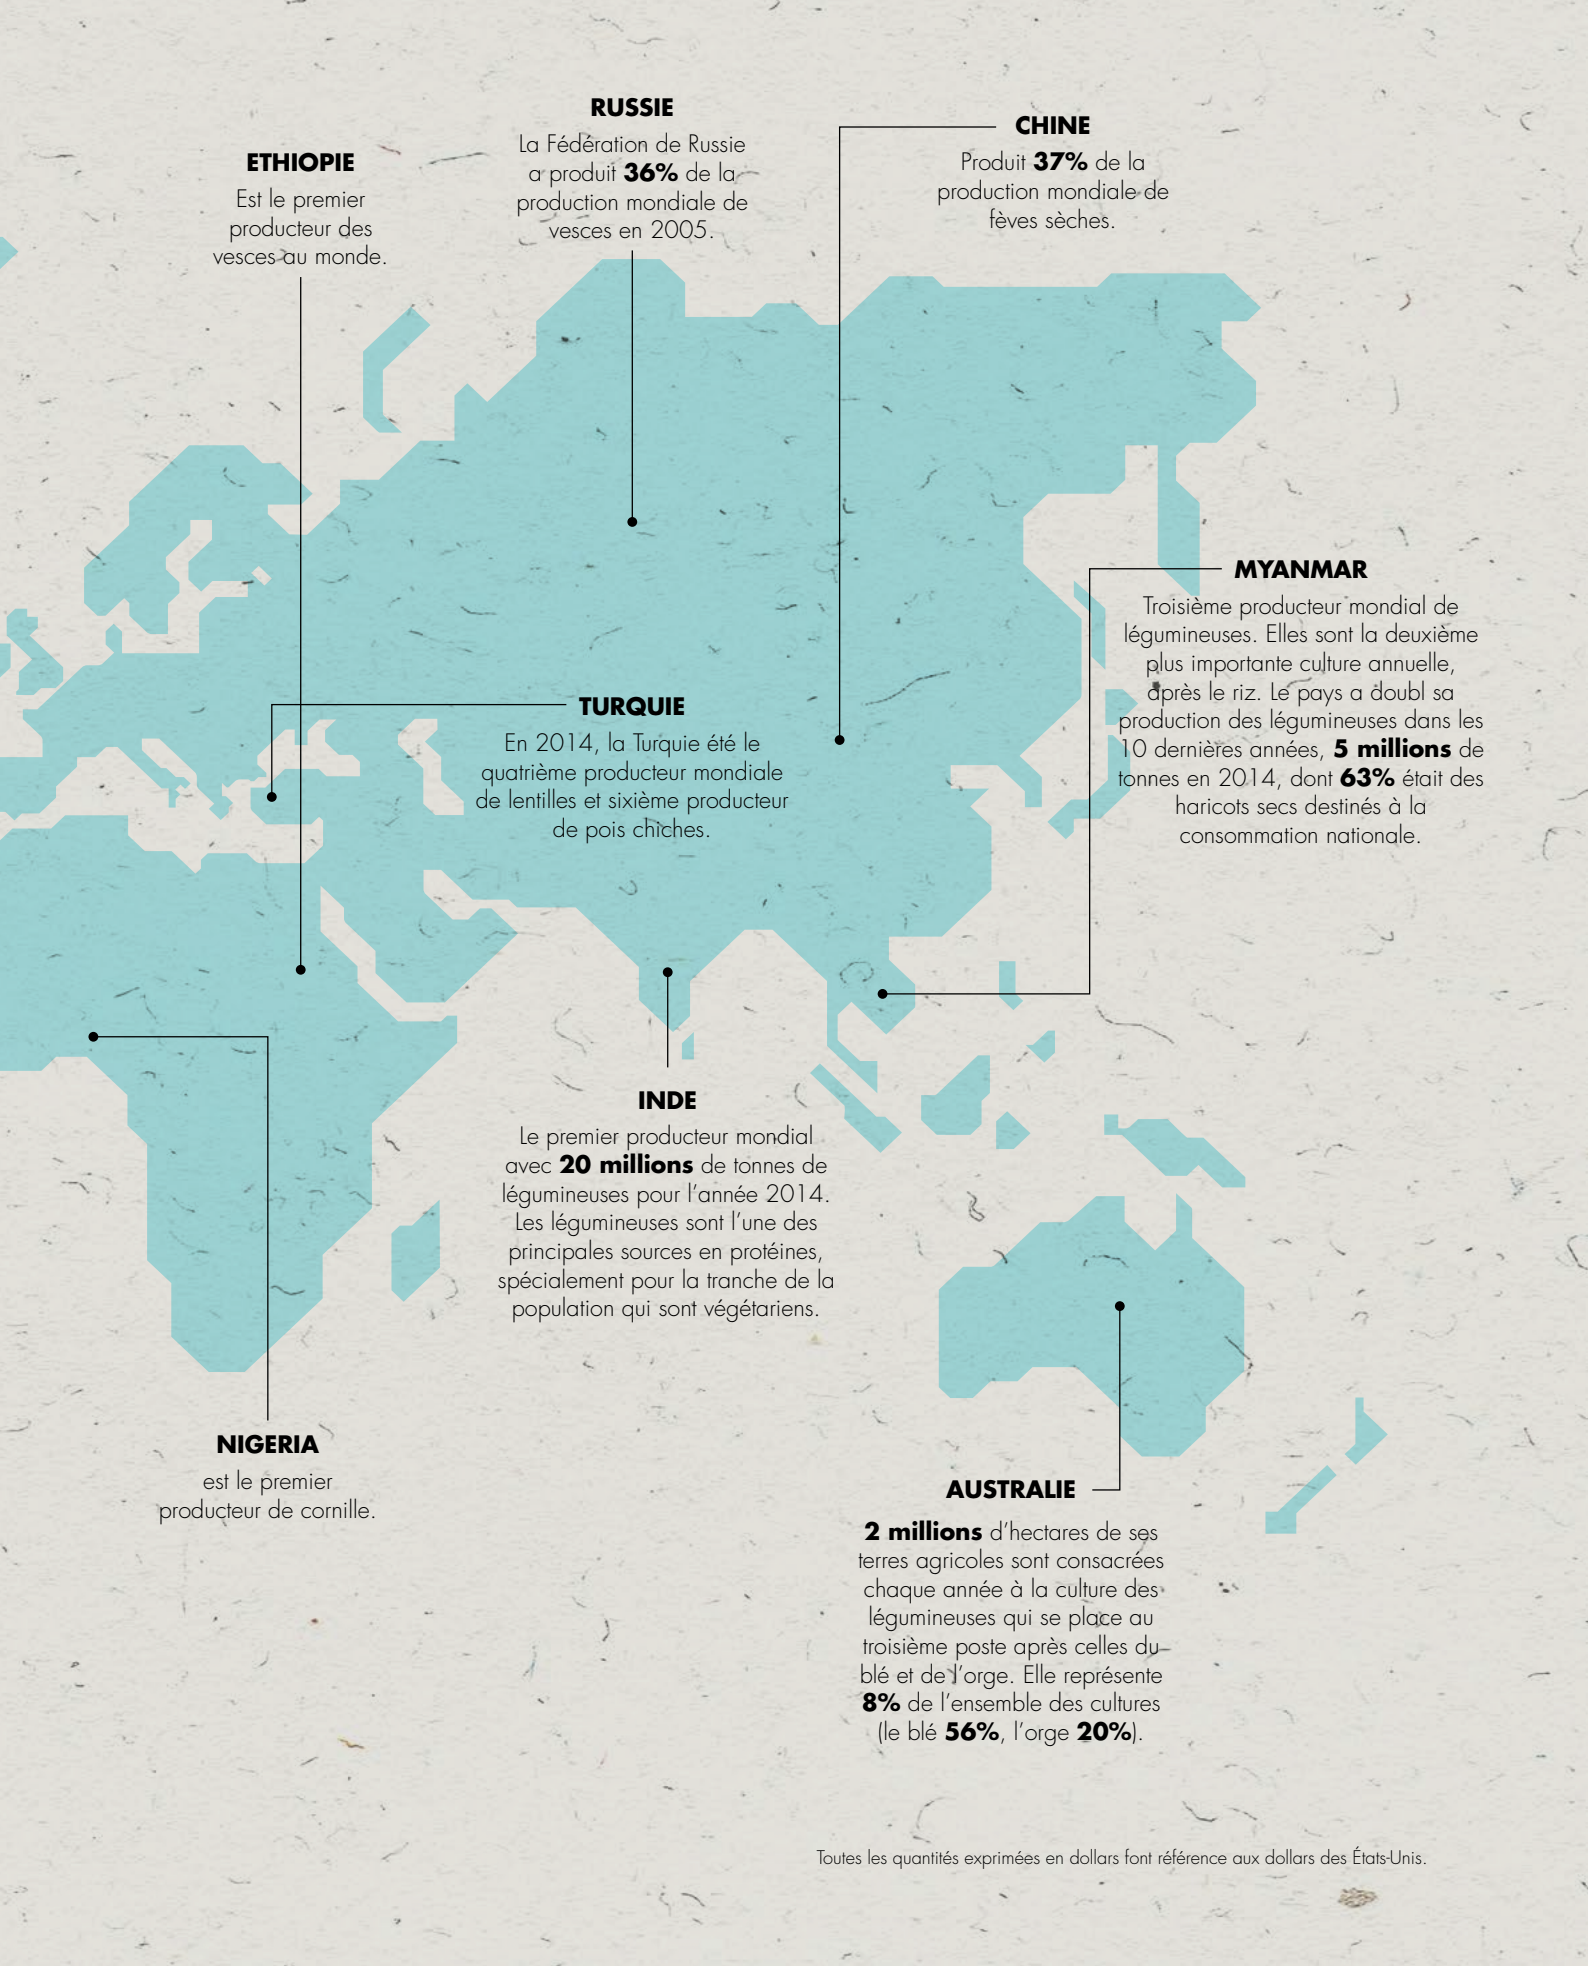 RUSSIE
La Fédération de Russie
a produit 36% de la
production mondiale de
vesces en 2005.
CHINE
Produit 37% de la
production mondiale de
fèves sèches.
ETHIOPIE
Est le premier
producteur des
vesces au monde.
MYANMAR
Troisième producteur mondial de
légumineuses. Elles sont la deuxième
plus importante culture annuelle,
après le riz. Le pays a doubl sa
production des légumineuses dans les
10 dernières années, 5 millions de
tonnes en 2014, dont 63% était des
haricots secs destinés à la
consommation nationale.
TURQUIE
En 2014, la Turquie été le
quatrième producteur mondiale
de lentilles et sixième producteur
de pois chiches.
INDE
Le premier producteur mondial
avec 20 millions de tonnes de
légumineuses pour l'année 2014.
Les légumineuses sont l'une des
principales sources en protéines,
spécialement pour la tranche de la
population qui sont végétariens.
NIGERIA
est le premier
producteur de cornille.
AUSTRALIE
2 millions d'hectares de ses
terres agricoles sont consacrées
chaque année à la culture des
légumineuses qui se place au
troisième poste après celles du
blé et de l'orge. Elle représente
8% de l'ensemble des cultures
(le blé 56%, l'orge 20%).
Toutes les quantités exprimées en dollars font référence aux dollars des États-Unis.